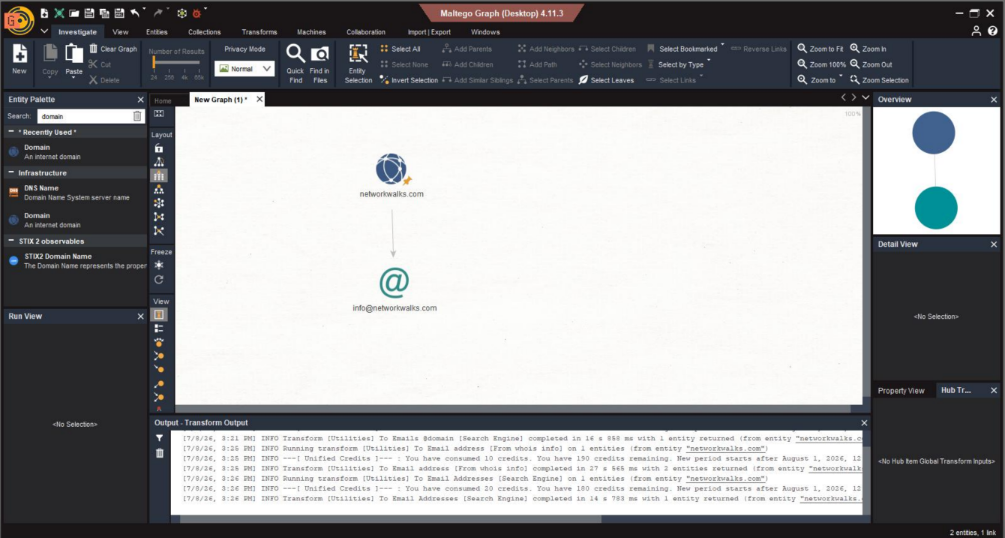 Maltego Graph (Desktop) 4.11.3
Investigate View Entities Collections Transforms Machines Collaboration Import | Export Windows
New
Copy
Paste
Clear Graph
Cut
Delete
Number of Results
Privacy Mode
Normal
Quick Find
Find in Files
Entity Selection
Select All
Select None
Invert Selection
Add Parents
Add Children
Add Similar Siblings
Add Neighbors
Add Path
Select Parents
Select Children
Select Neighbors
Select Leaves
Select Bookmarked
Select by Type
Select Links
Reverse Links
Zoom to Fit
Zoom 100%
Zoom to
Zoom In
Zoom Out
Zoom Selection
Entity Palette
Search: domain
* Recently Used *
Domain
An internet domain
Infrastructure
DNS Name
Domain Name System server name
Domain
An internet domain
STIX 2 observables
STIX2 Domain Name
The Domain Name represents the proper
Run View
<No Selection>
Home
New Graph (1) *
Layout
Freeze
View
100%
networkwalks.com
info@networkwalks.com
Overview
Detail View
<No Selection>
Property View
Hub Tr...
<No Hub Item Global Transform Inputs>
Output - Transform Output
[7/8/26, 3:21 PM] INFO Transform [Utilities] To Emails @domain [Search Engine] completed in 16 s 858 ms with 1 entity returned (from entity "networkwalks.co
[7/8/26, 3:25 PM] INFO Running transform [Utilities] To Email address [From whois info] on 1 entities (from entity "networkwalks.com")
[7/8/26, 3:25 PM] INFO ---[ Unified Credits ]--- : You have consumed 10 credits. You have 190 credits remaining. New period starts after August 1, 2026, 12
[7/8/26, 3:25 PM] INFO Transform [Utilities] To Email address [From whois info] completed in 27 s 565 ms with 2 entities returned (from entity "networkwalk
[7/8/26, 3:26 PM] INFO Running transform [Utilities] To Email Addresses [Search Engine] on 1 entities (from entity "networkwalks.com")
[7/8/26, 3:26 PM] INFO ---[ Unified Credits ]--- : You have consumed 20 credits. You have 180 credits remaining. New period starts after August 1, 2026, 12
[7/8/26, 3:26 PM] INFO Transform [Utilities] To Email Addresses [Search Engine] completed in 14 s 783 ms with 1 entity returned (from entity "networkwalks.
2 entities, 1 link